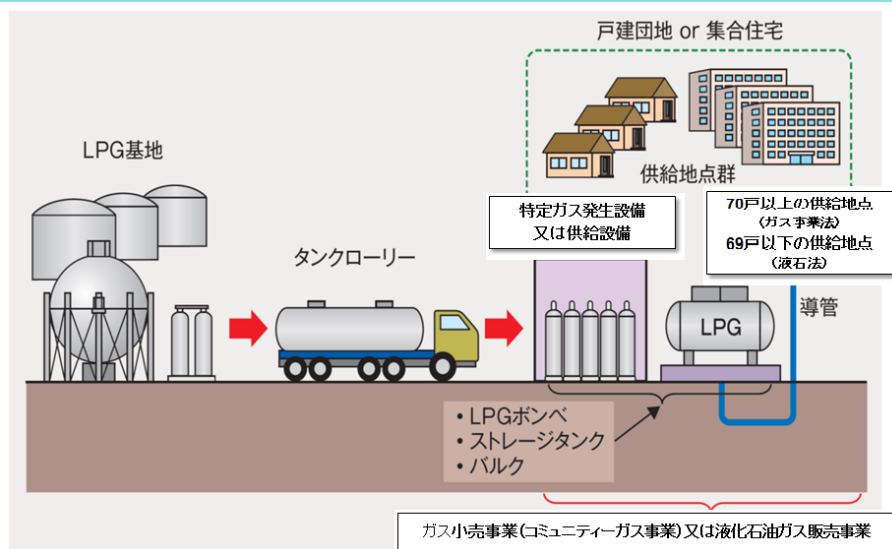 戸建団地 or 集合住宅
LPG基地
供給地点群
特定ガス発生設備
又は供給設備
70戸以上の供給地点
(ガス事業法)
69戸以下の供給地点
(液石法)
タンクローリー
導管
LPG
・LPGボンベ
・ストレージタンク
・バルク
ガス小売事業(コミュニティーガス事業)又は液化石油ガス販売事業